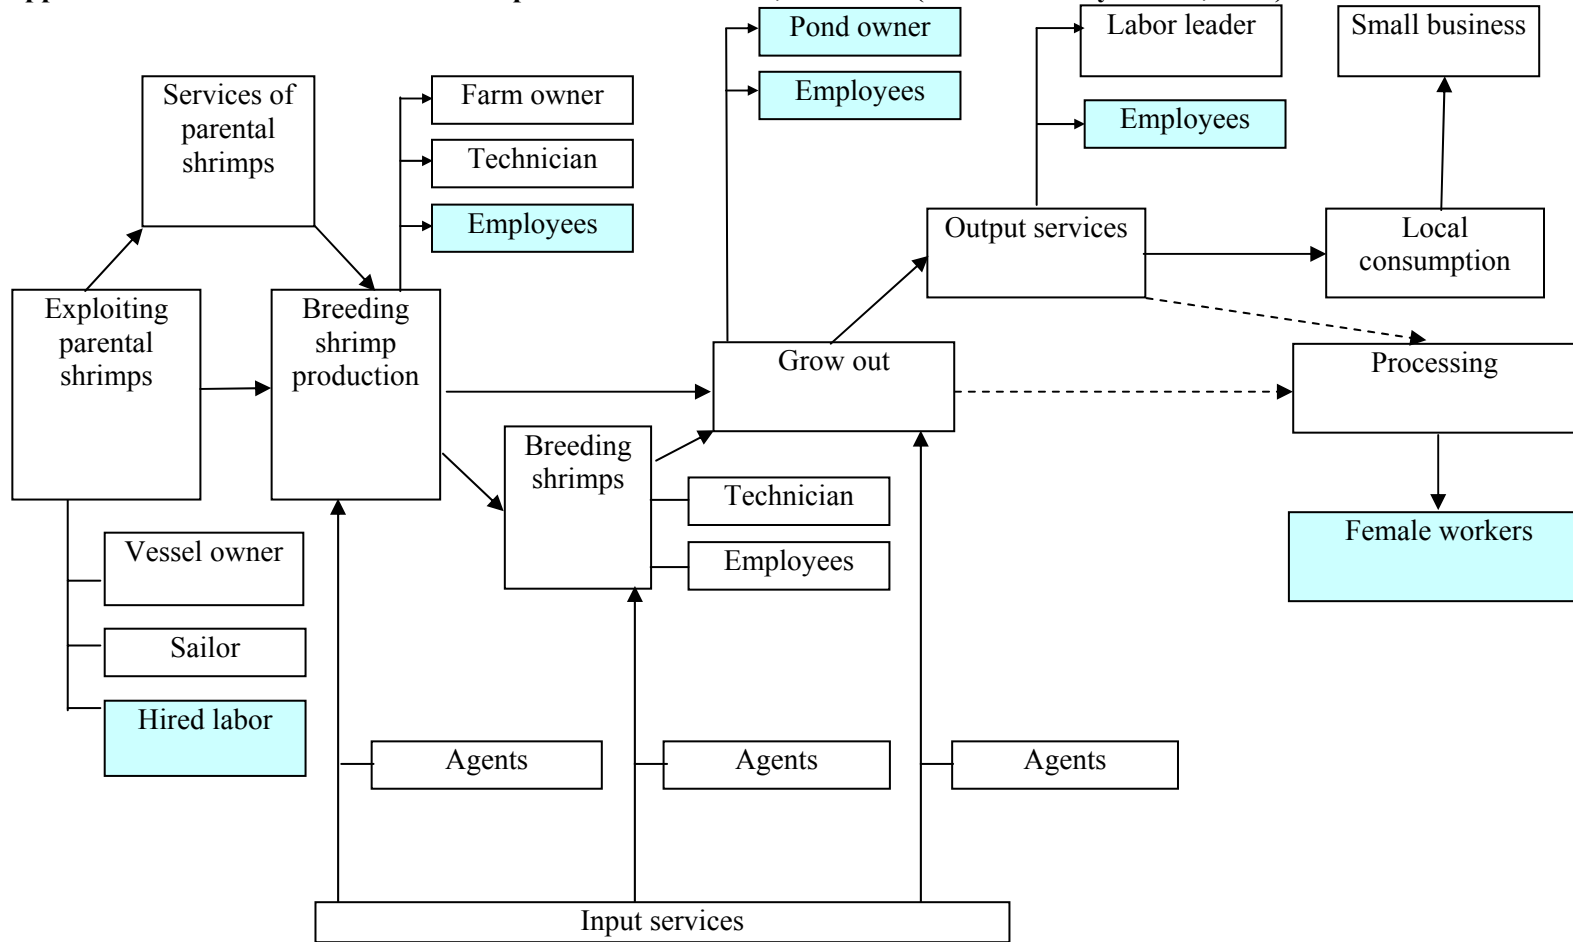 Pond owner
Labor leader
Small business
Services of
parental
shrimps
Farm owner
Employees
Employees
Technician
Employees
Output services
Local
consumption
Exploiting
parental
shrimps
Breeding
shrimp
production
Grow out
Processing
Breeding
shrimps
Technician
Female workers
Vessel owner
Employees
Sailor
Hired labor
Agents
Agents
Agents
Input services